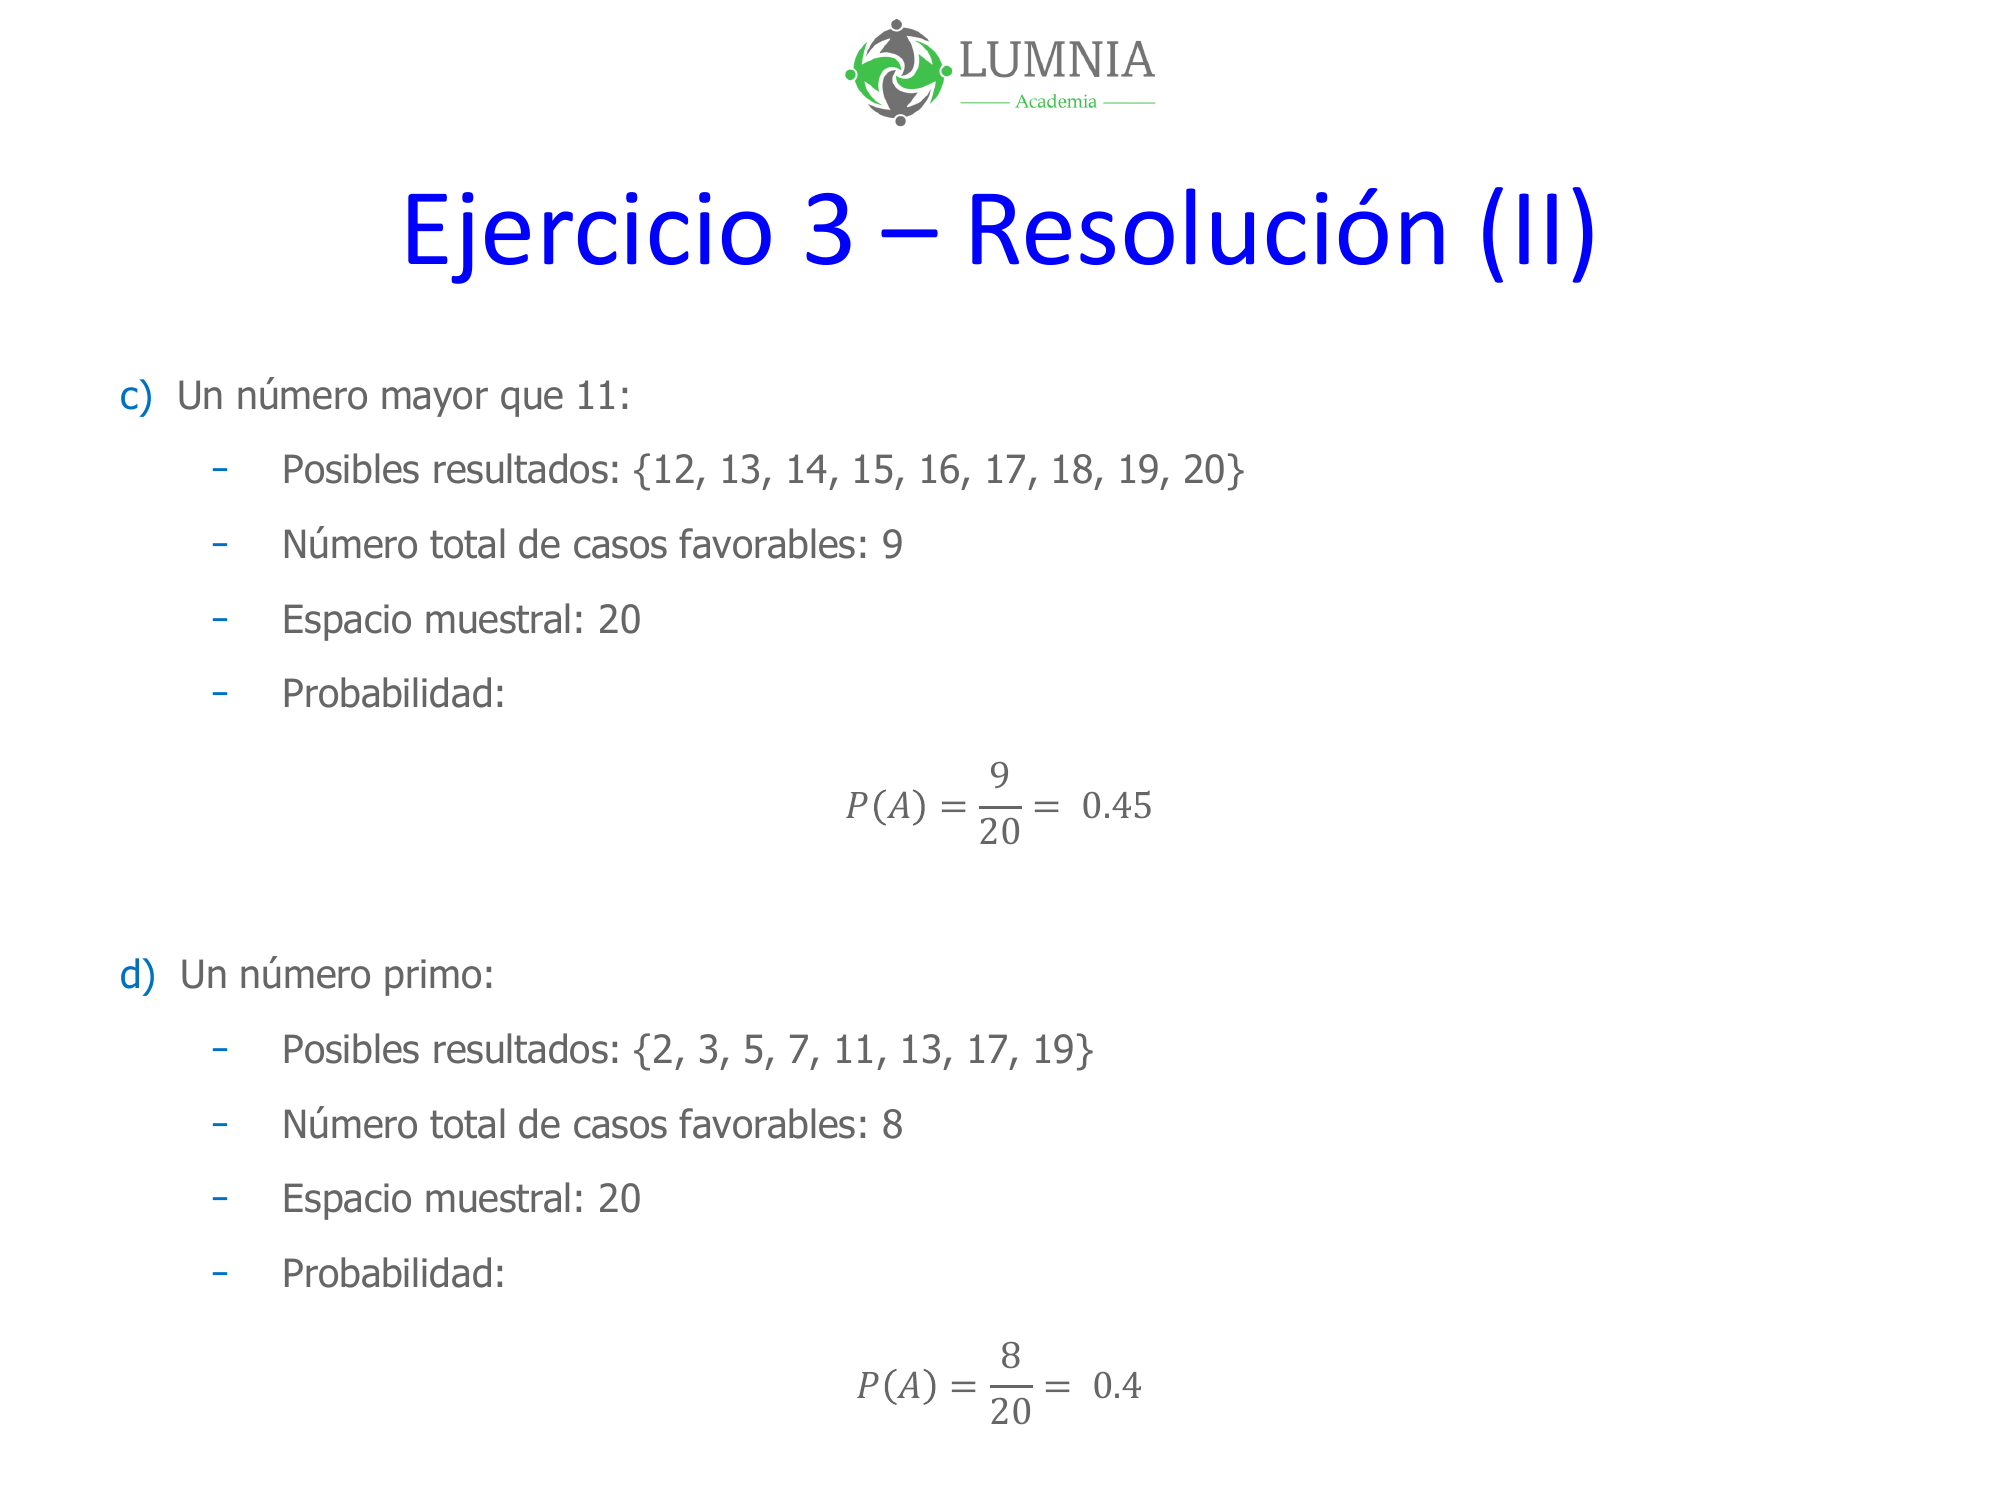 LUMNIA
Academia
Ejercicio 3 – Resolución (II)
c) Un número mayor que 11:
- Posibles resultados: {12, 13, 14, 15, 16, 17, 18, 19, 20}
- Número total de casos favorables: 9
- Espacio muestral: 20
- Probabilidad:
P(A) = 9/20 = 0.45
d) Un número primo:
- Posibles resultados: {2, 3, 5, 7, 11, 13, 17, 19}
- Número total de casos favorables: 8
- Espacio muestral: 20
- Probabilidad:
P(A) = 8/20 = 0.4